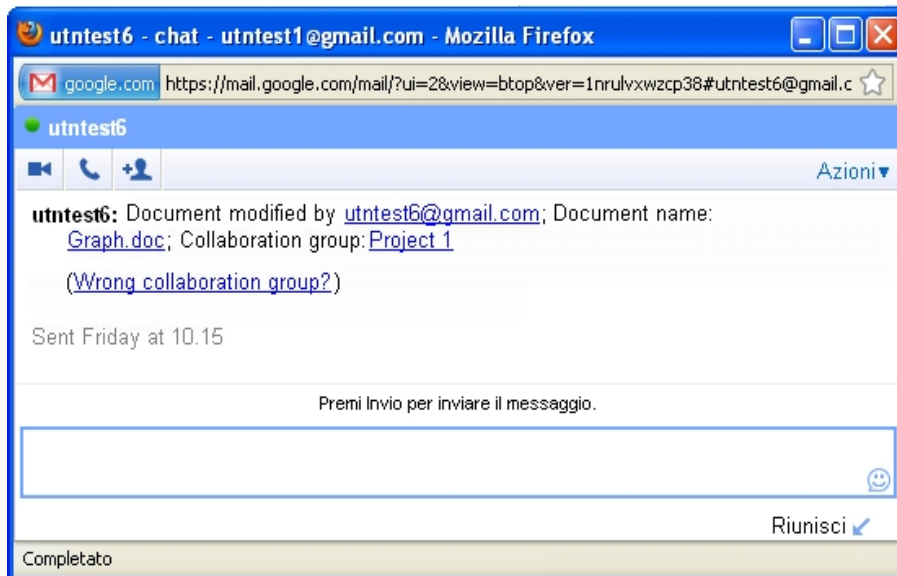 utntest6 - chat - utntest1@gmail.com - Mozilla Firefox
google.com https://mail.google.com/mail/?ui=2&view=btop&ver=1nrulvxwzcp38#utntest6@gmail.c
utntest6
Azioni
utntest6: Document modified by utntest6@gmail.com; Document name:
Graph.doc; Collaboration group: Project 1
(Wrong collaboration group?)
Sent Friday at 10.15
Premi Invio per inviare il messaggio.
Riunisci
Completato